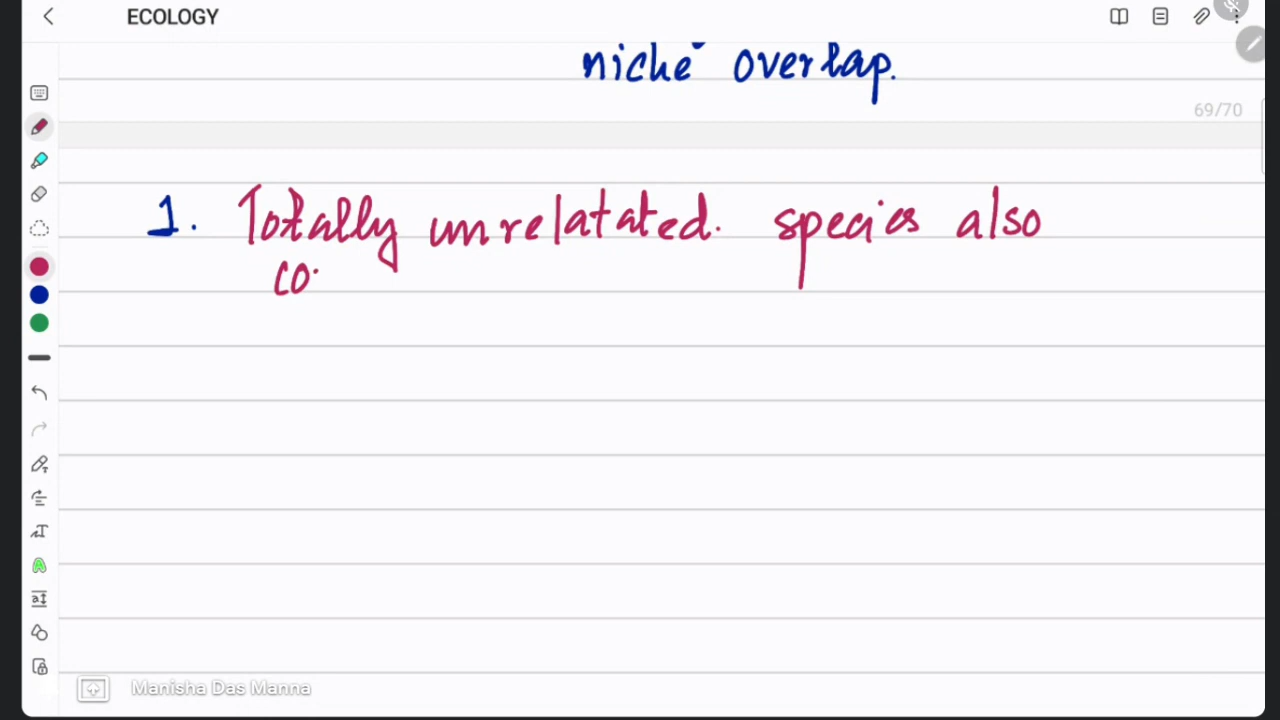 ECOLOGY
niche overlap.
69/70
1. Totally unrelatated. species also
co
Manisha Das Manna